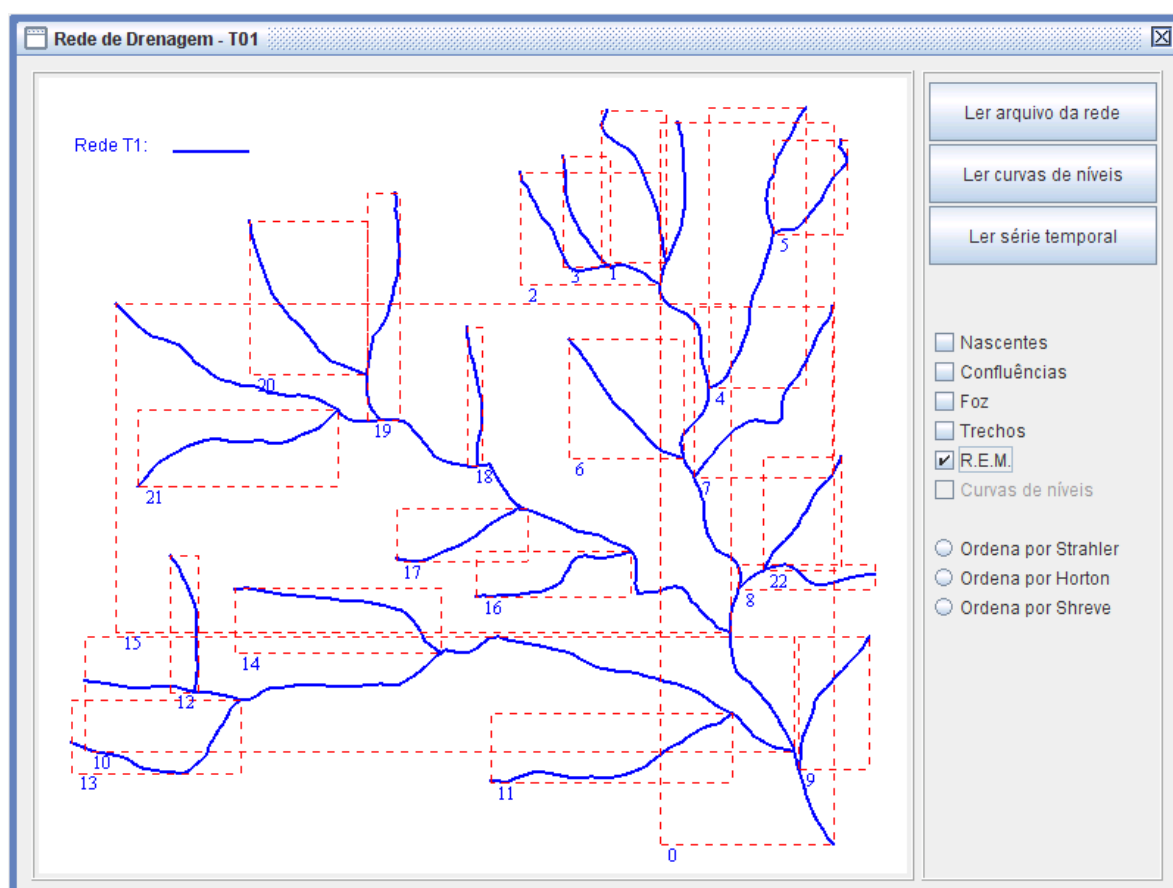 Rede de Drenagem - T01
Rede T1:
Ler arquivo da rede
Ler curvas de níveis
Ler série temporal
Nascentes
Confluências
Foz
Trechos
R.E.M.
Curvas de níveis
Ordena por Strahler
Ordena por Horton
Ordena por Shreve
5
3
1
2
20
4
19
6
18
7
21
17
22
16
8
15
14
12
10
13
9
11
0